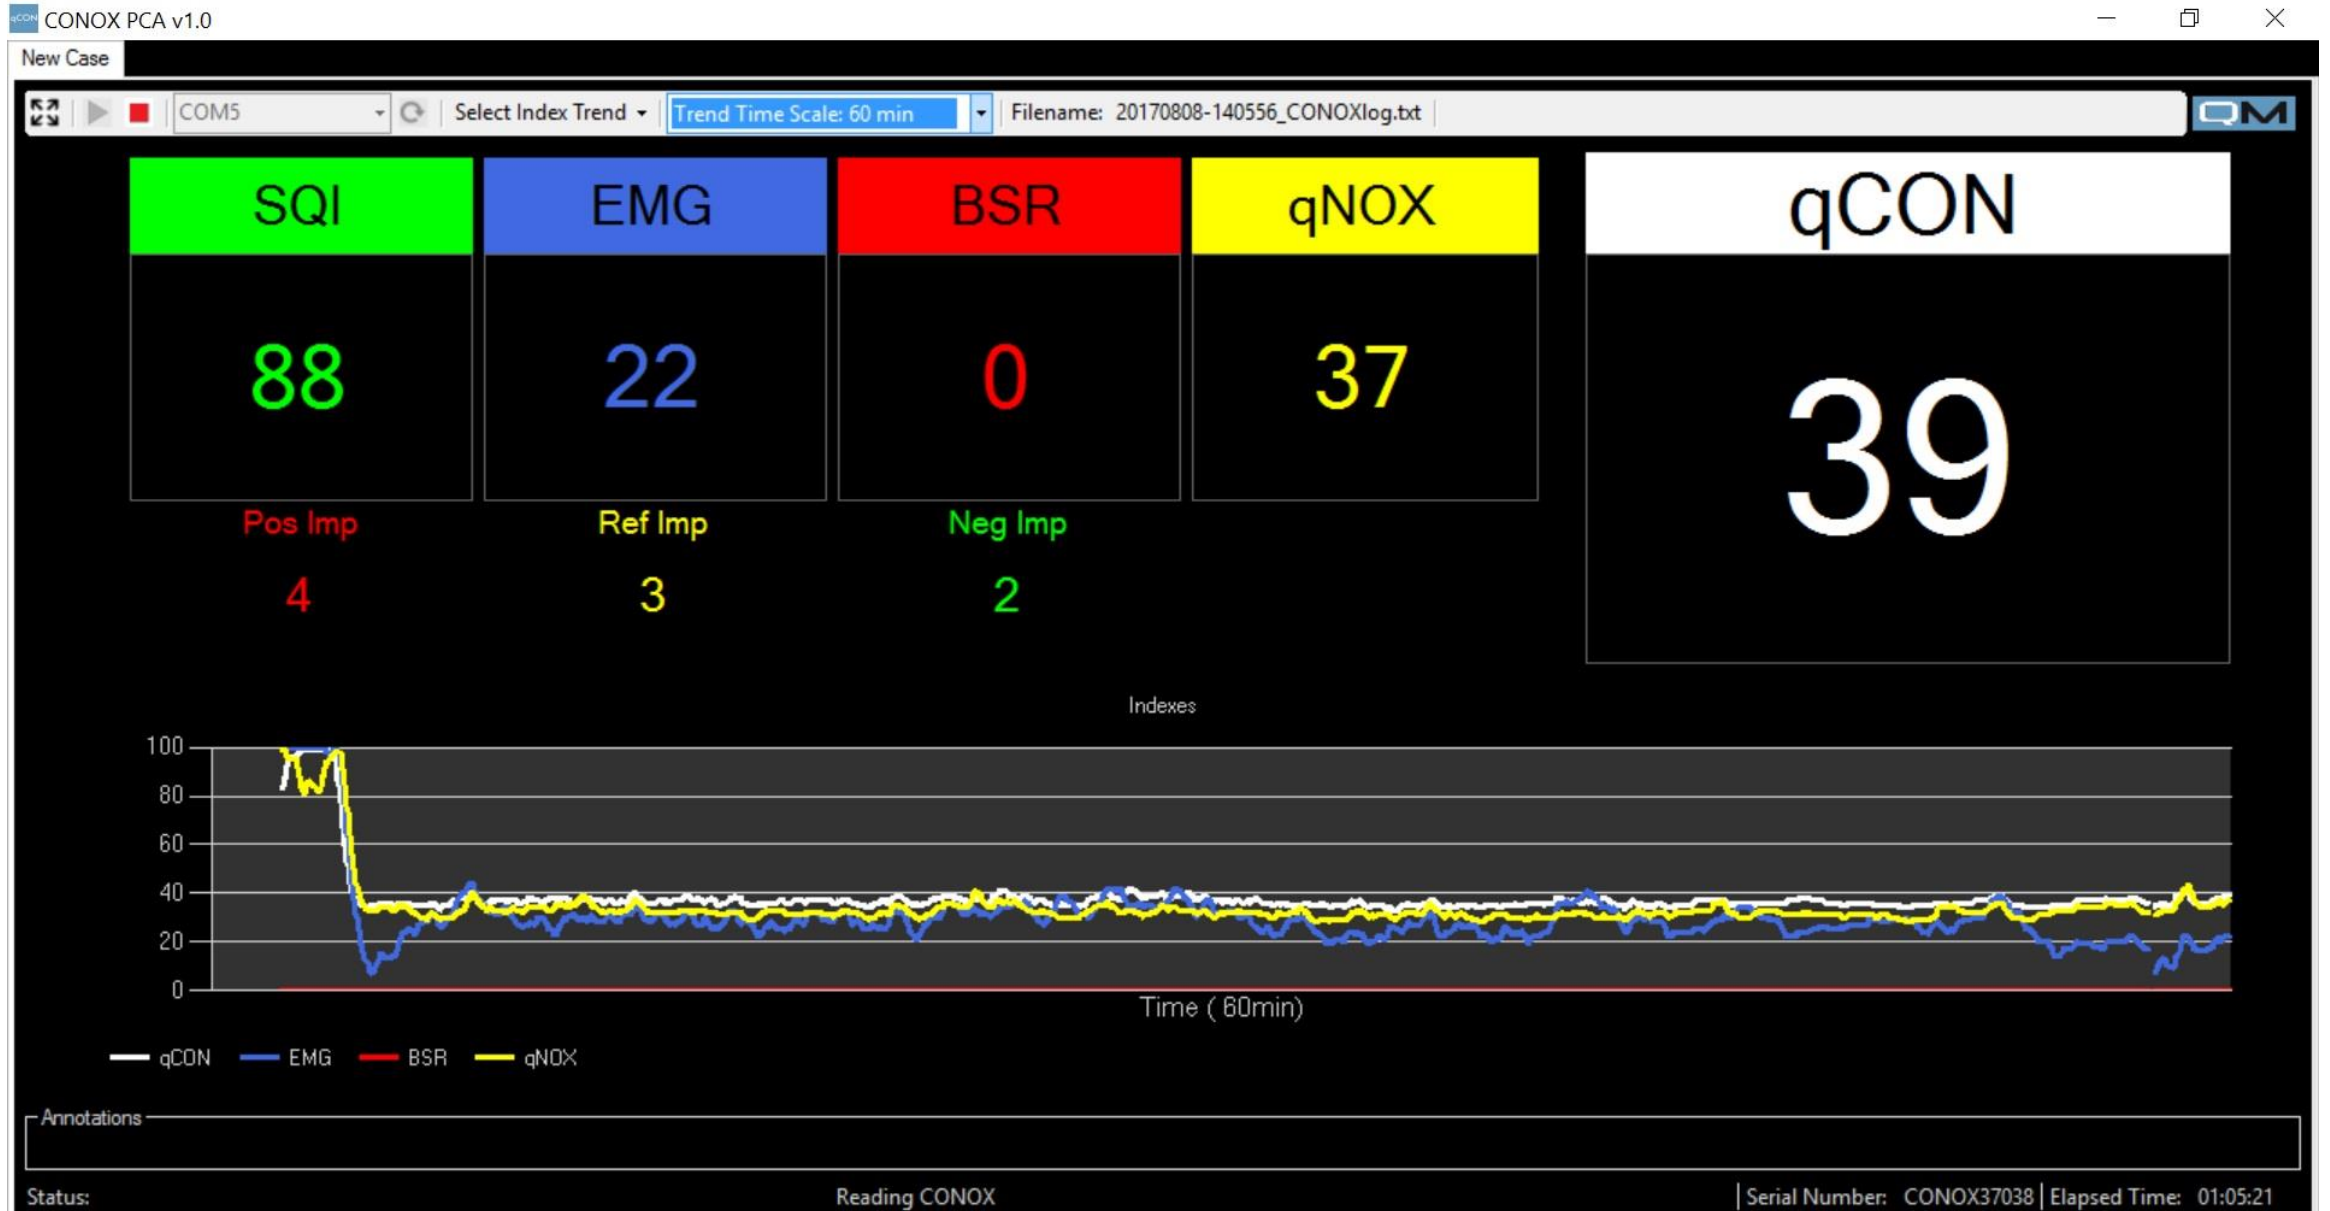 qCON CONOX PCA v1.0
New Case
COM5 Select Index Trend Trend Time Scale: 60 min Filename: 20170808-140556_CONOXlog.txt QM
SQI EMG BSR qNOX qCON
88 22 0 37 39
Pos Imp Ref Imp Neg Imp
4 3 2
Indexes
100
80
60
40
20
0
Time ( 60min)
qCON EMG BSR qNOX
Annotations
Status: Reading CONOX Serial Number: CONOX37038 Elapsed Time: 01:05:21